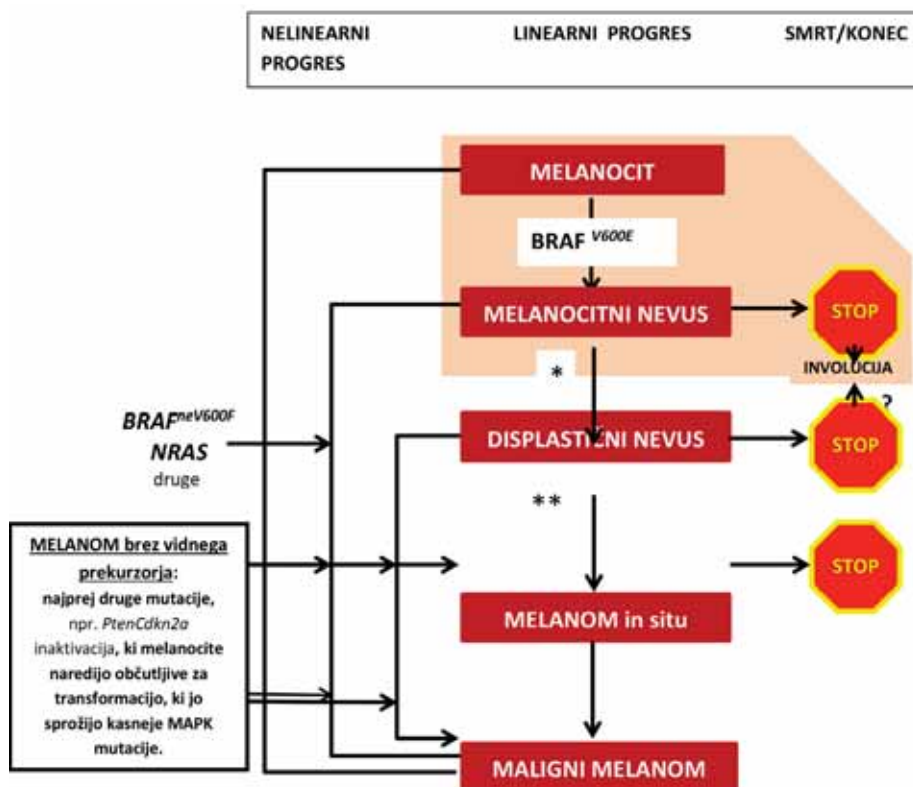 NELINEARNI
PROGRES
LINEARNI PROGRES
SMRT/KONEC
MELANOCIT
BRAF V600E
MELANOCITNI NEVUS
STOP
*
INVOLUCIJA
?
BRAFneV600F
NRAS
druge
DISPLASTIČNI NEVUS
STOP
**
MELANOM brez vidnega
prekurzorja:
najprej druge mutacije,
npr. PtenCdkn2a
inaktivacija, ki melanocite
naredijo občutljive za
transformacijo, ki jo
sprožijo kasneje MAPK
mutacije.
STOP
MELANOM in situ
MALIGNI MELANOM